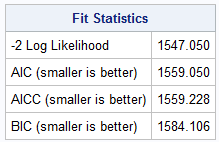 Fit Statistics
-2 Log Likelihood 1547.050
AIC (smaller is better) 1559.050
AICC (smaller is better) 1559.228
BIC (smaller is better) 1584.106